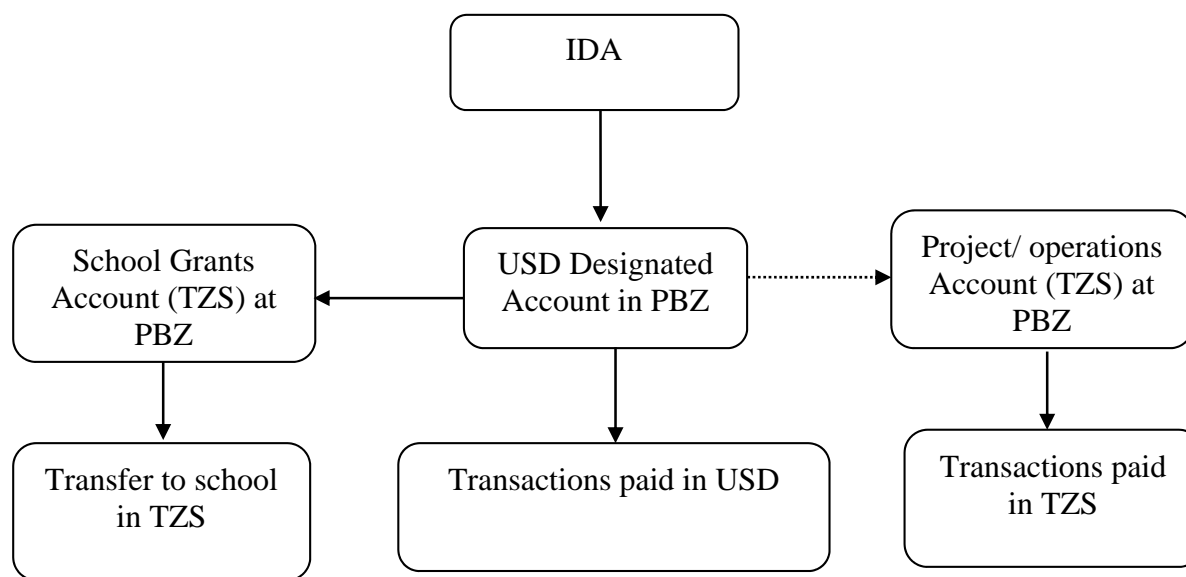 IDA
School Grants
Account (TZS) at
PBZ
USD Designated
Account in PBZ
Project/ operations
Account (TZS) at
PBZ
Transfer to school
in TZS
Transactions paid in USD
Transactions paid
in TZS